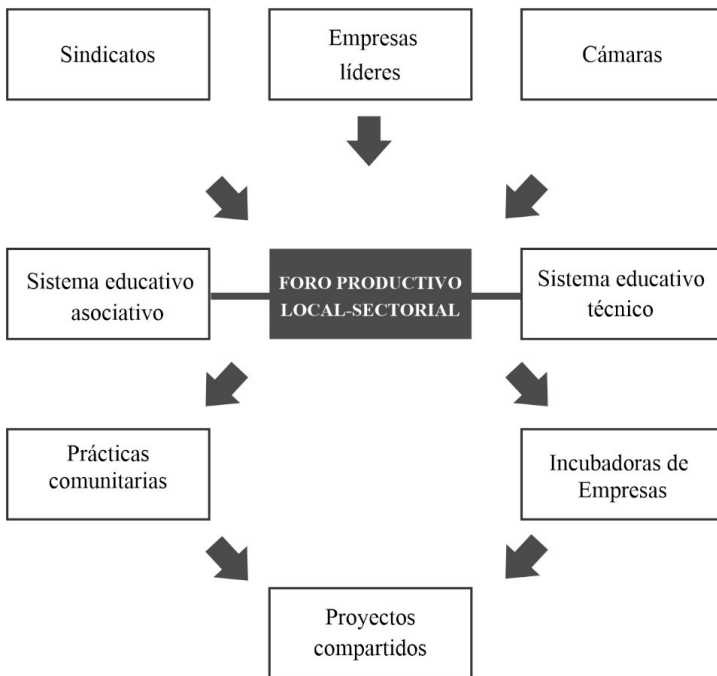 Sindicatos
Empresas
líderes
Cámaras
Sistema educativo
asociativo
FORO PRODUCTIVO
LOCAL-SECTORIAL
Sistema educativo
técnico
Prácticas
comunitarias
Incubadoras de
Empresas
Proyectos
compartidos